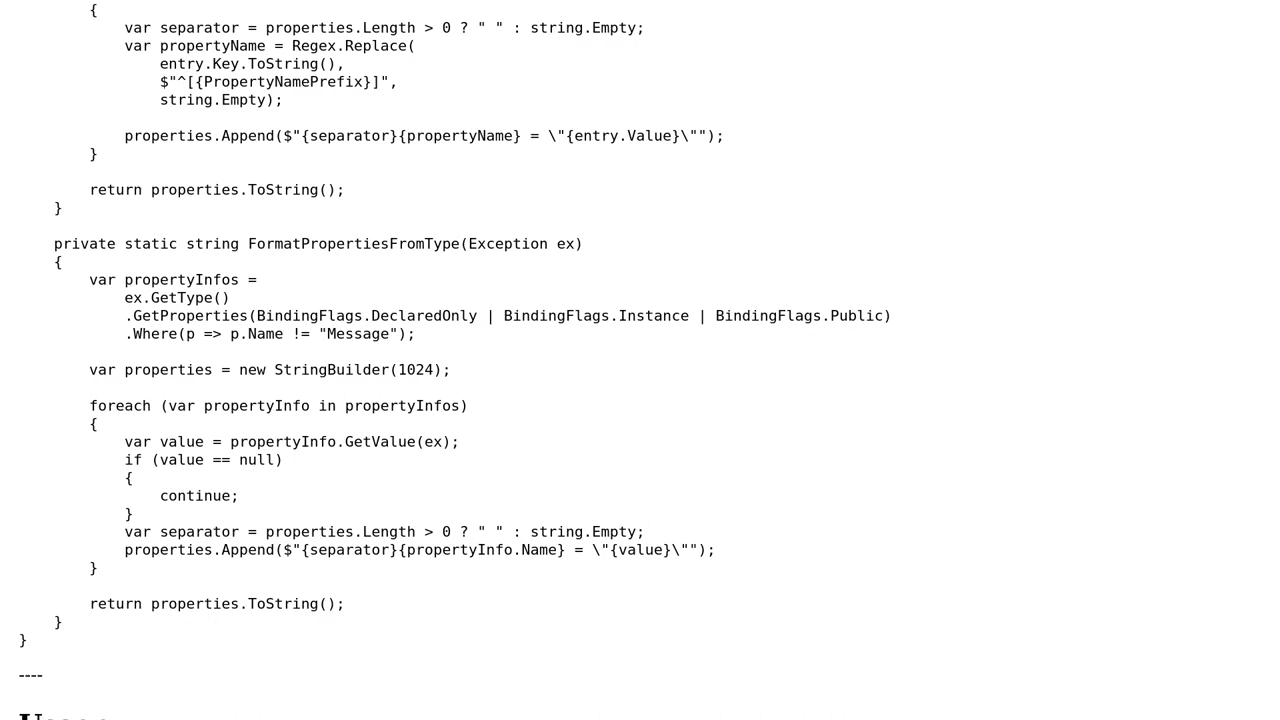 {
            var separator = properties.Length > 0 ? " " : string.Empty;
            var propertyName = Regex.Replace(
                entry.Key.ToString(),
                $"^[{PropertyNamePrefix}]",
                string.Empty);

            properties.Append($"{separator}{propertyName} = \"{entry.Value}\"");
        }

        return properties.ToString();
    }

    private static string FormatPropertiesFromType(Exception ex)
    {
        var propertyInfos =
            ex.GetType()
            .GetProperties(BindingFlags.DeclaredOnly | BindingFlags.Instance | BindingFlags.Public)
            .Where(p => p.Name != "Message");

        var properties = new StringBuilder(1024);

        foreach (var propertyInfo in propertyInfos)
        {
            var value = propertyInfo.GetValue(ex);
            if (value == null)
            {
                continue;
            }
            var separator = properties.Length > 0 ? " " : string.Empty;
            properties.Append($"{separator}{propertyInfo.Name} = \"{value}\"");
        }

        return properties.ToString();
    }
}

----